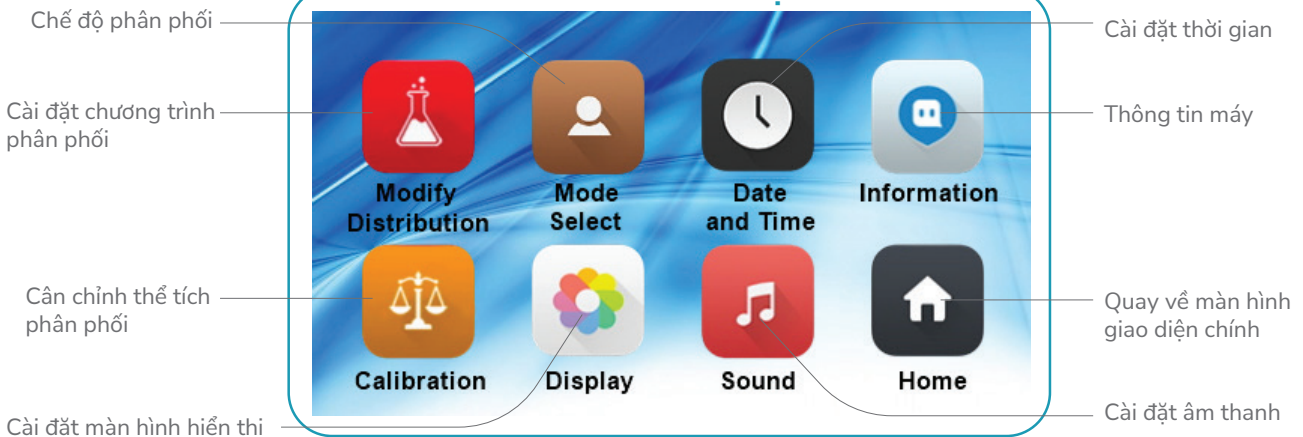 Chế độ phân phối
Cài đặt thời gian
Cài đặt chương trình
phân phối
Thông tin máy
Modify
Distribution
Mode
Select
Date
and Time
Information
Cân chỉnh thể tích
phân phối
Quay về màn hình
giao diện chính
Calibration
Display
Sound
Home
Cài đặt màn hình hiển thi
Cài đặt âm thanh